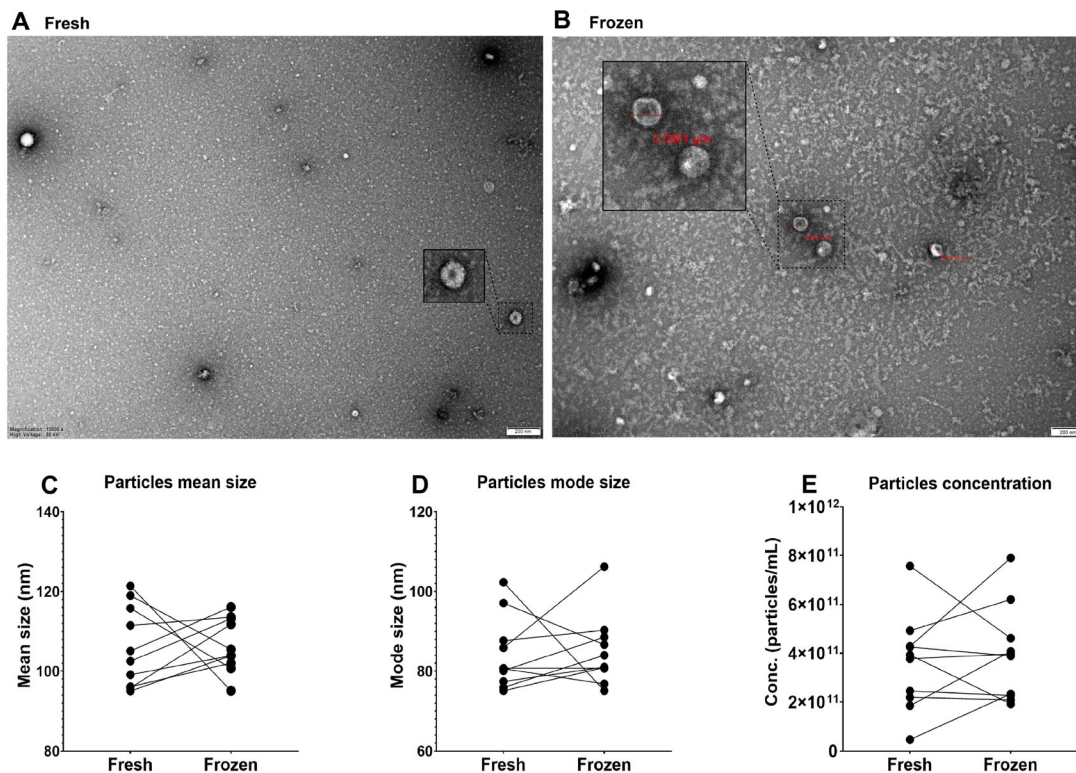 A Fresh
B Frozen
0.0951 µm
Magnification : 15000 x
High Voltage : 80 kV
200 nm
200 nm
C Particles mean size
D Particles mode size
E Particles concentration
Mean size (nm)
140
120
100
80
Fresh Frozen
Mode size (nm)
100
80
60
Fresh Frozen
Conc. (particles/mL)
1×10¹²
8×10¹¹
6×10¹¹
4×10¹¹
2×10¹¹
0
Fresh Frozen